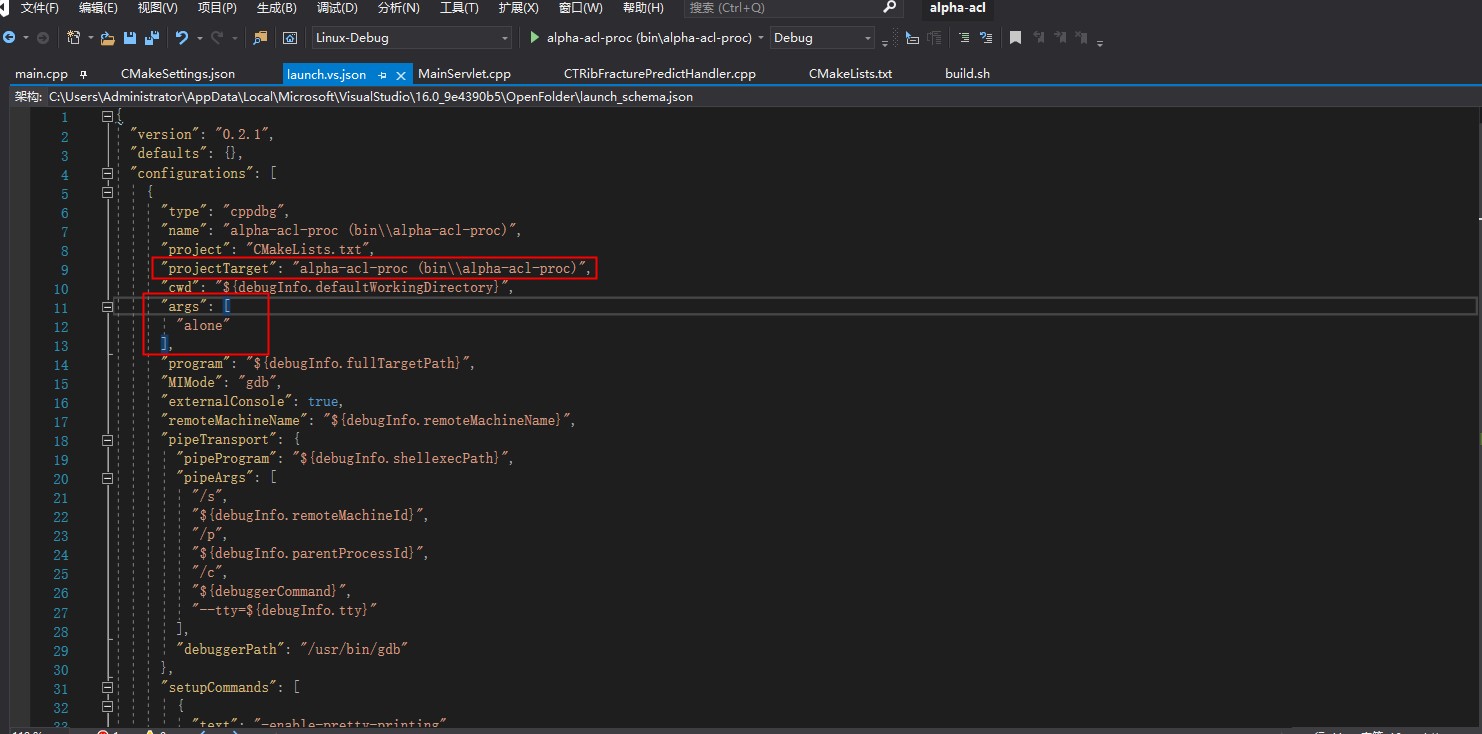 文件(F) 编辑(E) 视图(V) 项目(P) 生成(B) 调试(D) 分析(N) 工具(T) 扩展(X) 窗口(W) 帮助(H) 搜索 (Ctrl+Q) alpha-acl
Linux-Debug alpha-acl-proc (bin\alpha-acl-proc) Debug
main.cpp CMakeSettings.json launch.vs.json MainServlet.cpp CTRibFracturePredictHandler.cpp CMakeLists.txt build.sh
架构: C:\Users\Administrator\AppData\Local\Microsoft\VisualStudio\16.0_9e4390b5\OpenFolder\launch_schema.json
1 {
2 "version": "0.2.1",
3 "defaults": {},
4 "configurations": [
5 {
6 "type": "cppdbg",
7 "name": "alpha-acl-proc (bin\\alpha-acl-proc)",
8 "project": "CMakeLists.txt",
9 "projectTarget": "alpha-acl-proc (bin\\alpha-acl-proc)",
10 "cwd": "${debugInfo.defaultWorkingDirectory}",
11 "args": [
12 "alone"
13 ],
14 "program": "${debugInfo.fullTargetPath}",
15 "MIMode": "gdb",
16 "externalConsole": true,
17 "remoteMachineName": "${debugInfo.remoteMachineName}",
18 "pipeTransport": {
19 "pipeProgram": "${debugInfo.shellexecPath}",
20 "pipeArgs": [
21 "/s",
22 "${debugInfo.remoteMachineId}",
23 "/p",
24 "${debugInfo.parentProcessId}",
25 "/c",
26 "${debuggerCommand}",
27 "--tty=${debugInfo.tty}"
28 ],
29 "debuggerPath": "/usr/bin/gdb"
30 },
31 "setupCommands": [
32 {
33 "text": "-enable-pretty-printing"